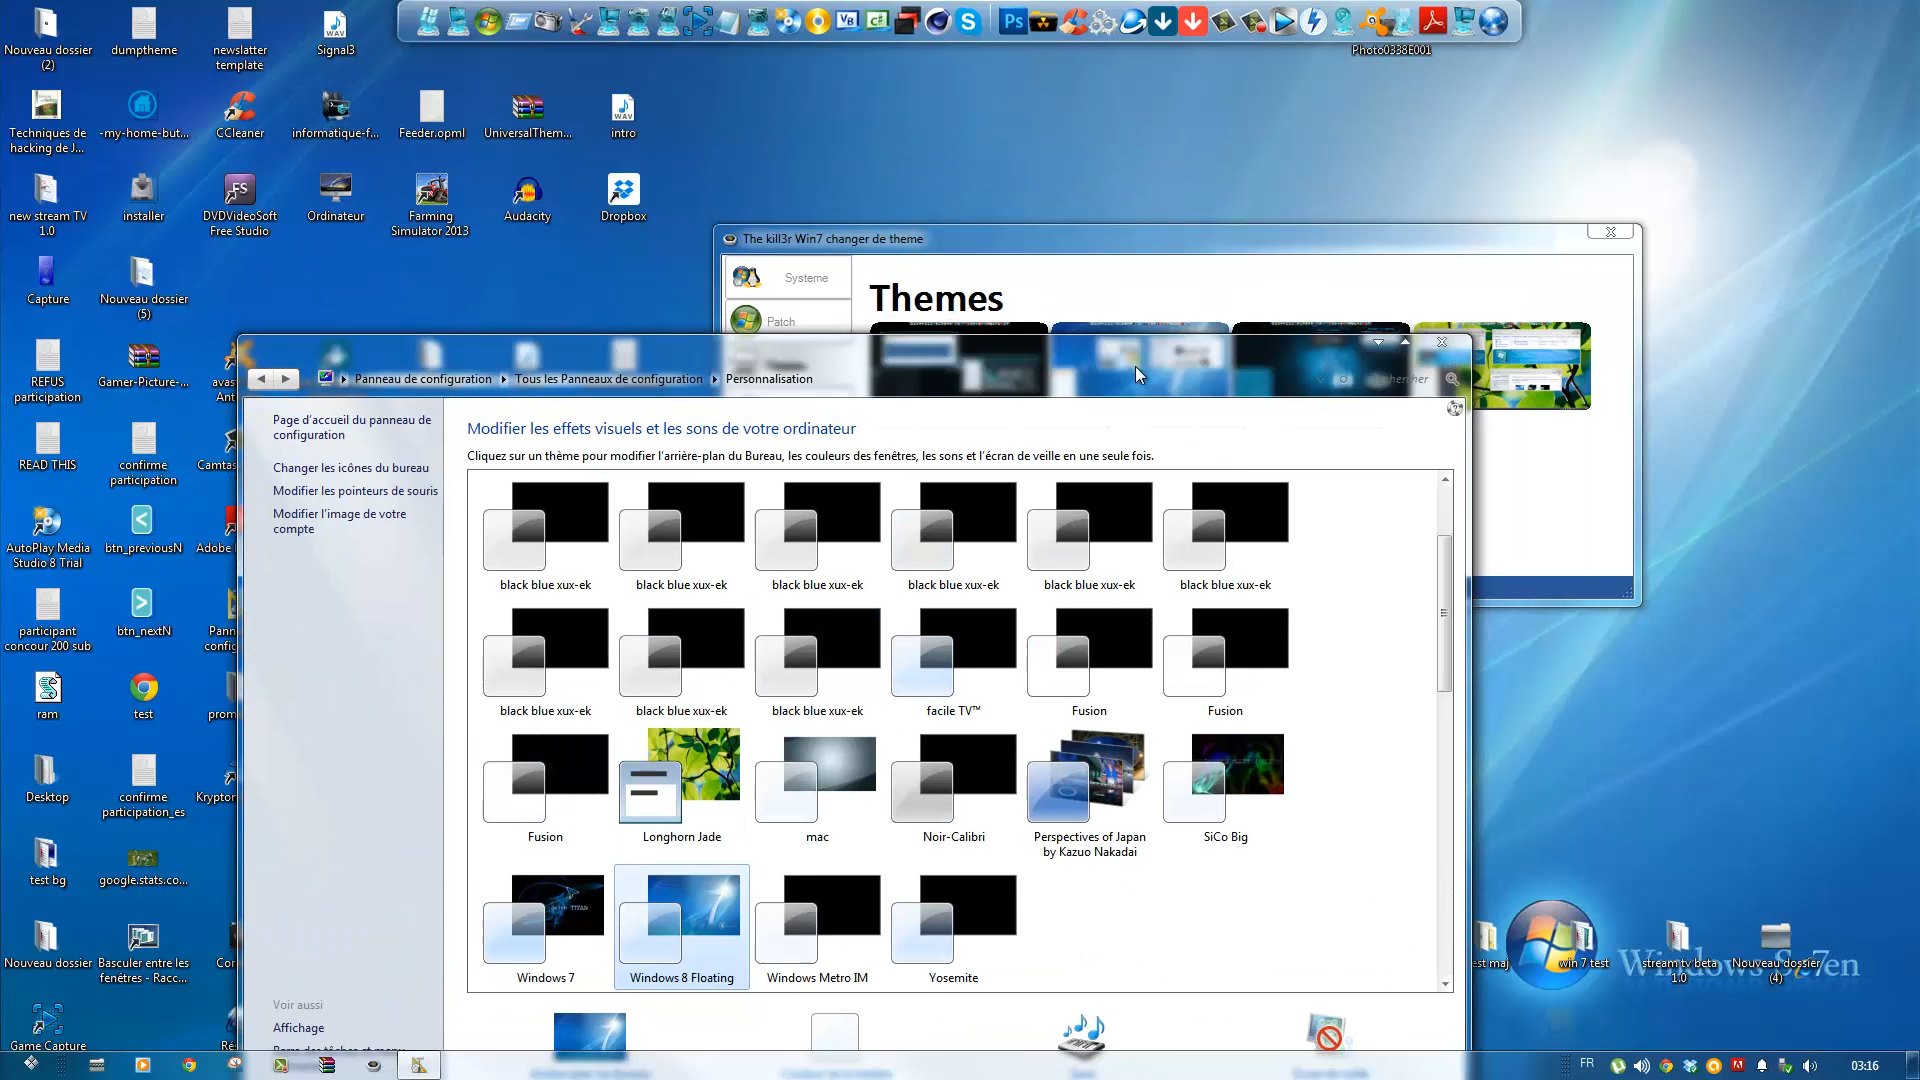 Nouveau dossier
(2)
dumptheme
newslatter
template
Signal3
Photo0338E001
Techniques de
hacking de J...
-my-home-but...
CCleaner
informatique-f...
Feeder.opml
UniversalThem...
intro
new stream TV
1.0
installer
DVDVideoSoft
Free Studio
Ordinateur
Farming
Simulator 2013
Audacity
Dropbox
Capture
Nouveau dossier
(5)
REFUS
participation
Gamer-Picture-...
READ THIS
confirme
participation
AutoPlay Media
Studio 8 Trial
btn_previousN
participant
concour 200 sub
btn_nextN
ram
test
Desktop
confirme
participation_es
test bg
google.stats.co...
Nouveau dossier
Basculer entre les
fenêtres - Racc...
Game Capture
The kill3r Win7 changer de theme
Systeme
Patch
Themes
Panneau de configuration
Tous les Panneaux de configuration
Personnalisation
Page d'accueil du panneau de
configuration
Changer les icônes du bureau
Modifier les pointeurs de souris
Modifier l'image de votre
compte
Modifier les effets visuels et les sons de votre ordinateur
Cliquez sur un thème pour modifier l'arrière-plan du Bureau, les couleurs des fenêtres, les sons et l'écran de veille en une seule fois.
black blue xux-ek
black blue xux-ek
black blue xux-ek
black blue xux-ek
black blue xux-ek
black blue xux-ek
black blue xux-ek
black blue xux-ek
black blue xux-ek
facile TV™
Fusion
Fusion
Fusion
Longhorn Jade
mac
Noir-Calibri
Perspectives of Japan
by Kazuo Nakadai
SiCo Big
Windows 7
Windows 8 Floating
Windows Metro IM
Yosemite
Voir aussi
Affichage
win 7 test
stream tv beta
1.0
Nouveau dossier
(4)
FR
03:16